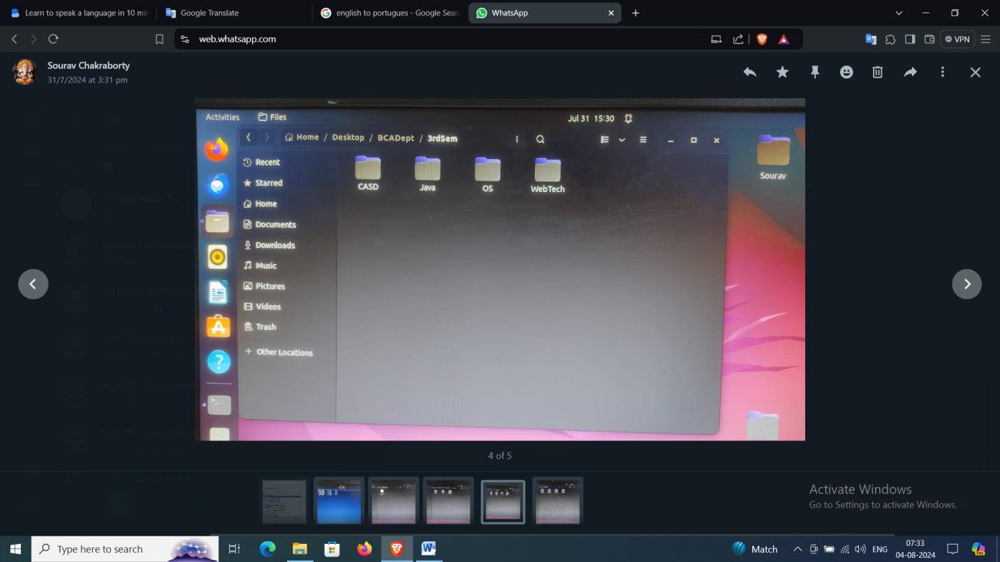 Learn to speak a language in 10 min
Google Translate
english to portugues - Google Sear
WhatsApp
web.whatsapp.com
VPN
Sourav Chakraborty
31/7/2024 at 3:31 pm
Activities
Files
Jul 31 15:30
Home / Desktop / BCADept / 3rdSem
Recent
Starred
Home
Documents
Downloads
Music
Pictures
Videos
Trash
+ Other Locations
CASD
Java
OS
WebTech
Sourav
4 of 5
Activate Windows
Go to Settings to activate Windows.
Type here to search
Match
ENG
07:33
04-08-2024